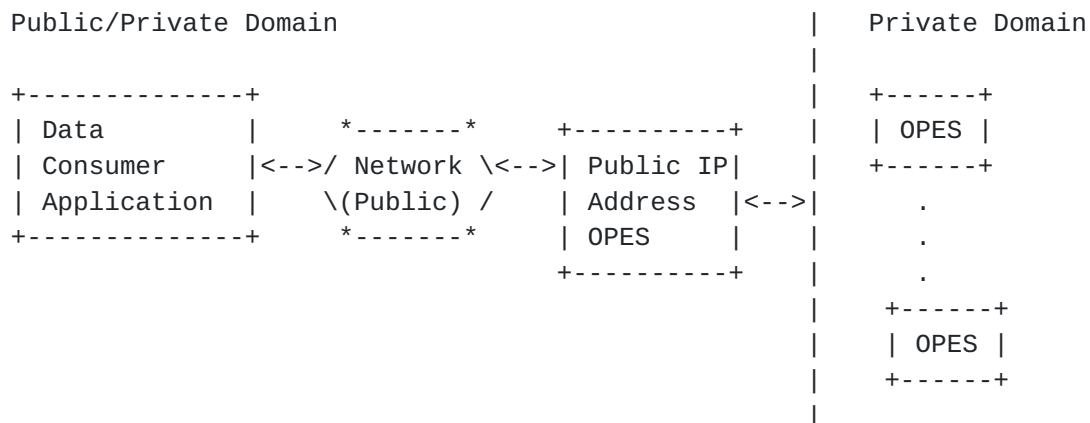 Public/Private Domain                              |   Private Domain
                                                   |
+--------------+                                   |   +------+
| Data         |     *-------*     +----------+    |   | OPES |
| Consumer     |<-->/ Network \<-->| Public IP|    |   +------+
| Application  |    \(Public) /    | Address  |<-->|      .
+--------------+     *-------*     | OPES     |    |      .
                                   +----------+    |      .
                                                   |    +------+
                                                   |    | OPES |
                                                   |    +------+
                                                   |